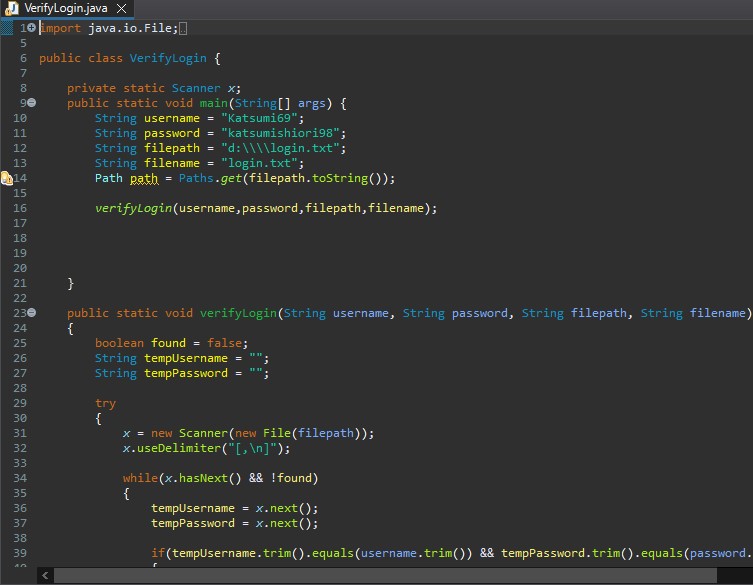 VerifyLogin.java
1 import java.io.File;
5
6 public class VerifyLogin {
7
8 private static Scanner x;
9 public static void main(String[] args) {
10 String username = "Katsumi69";
11 String password = "katsumishiori98";
12 String filepath = "d:\\\\login.txt";
13 String filename = "login.txt";
14 Path path = Paths.get(filepath.toString());
15
16 verifyLogin(username,password,filepath,filename);
17
18
19
20
21 }
22
23 public static void verifyLogin(String username, String password, String filepath, String filename)
24 {
25 boolean found = false;
26 String tempUsername = "";
27 String tempPassword = "";
28
29 try
30 {
31 x = new Scanner(new File(filepath));
32 x.useDelimiter("[,\n]");
33
34 while(x.hasNext() && !found)
35 {
36 tempUsername = x.next();
37 tempPassword = x.next();
38
39 if(tempUsername.trim().equals(username.trim()) && tempPassword.trim().equals(password.